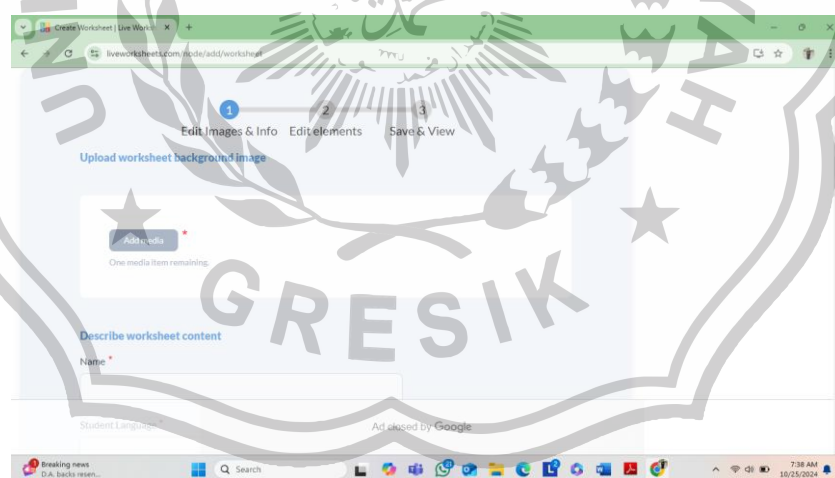 Create Worksheet | Live Works
liveworksheets.com/node/add/worksheet
1 2 3
Edit Images & Info Edit elements Save & View
Upload worksheet background image
Add media *
One media item remaining.
Describe worksheet content
Name *
Student Language *
Ad closed by Google
Breaking news
D.A. backs resen...
Search
7:38 AM
10/25/2024
GRESIK